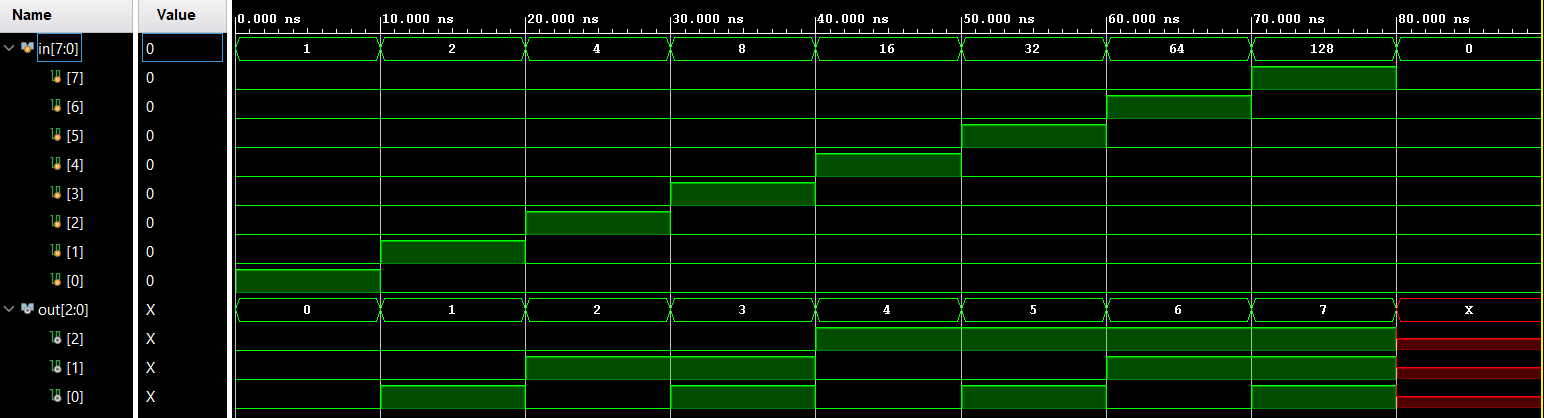 Name Value 0.000 ns 10.000 ns 20.000 ns 30.000 ns 40.000 ns 50.000 ns 60.000 ns 70.000 ns 80.000 ns
in[7:0] 0 1 2 4 8 16 32 64 128 0
[7] 0
[6] 0
[5] 0
[4] 0
[3] 0
[2] 0
[1] 0
[0] 0
out[2:0] X 0 1 2 3 4 5 6 7 X
[2] X
[1] X
[0] X